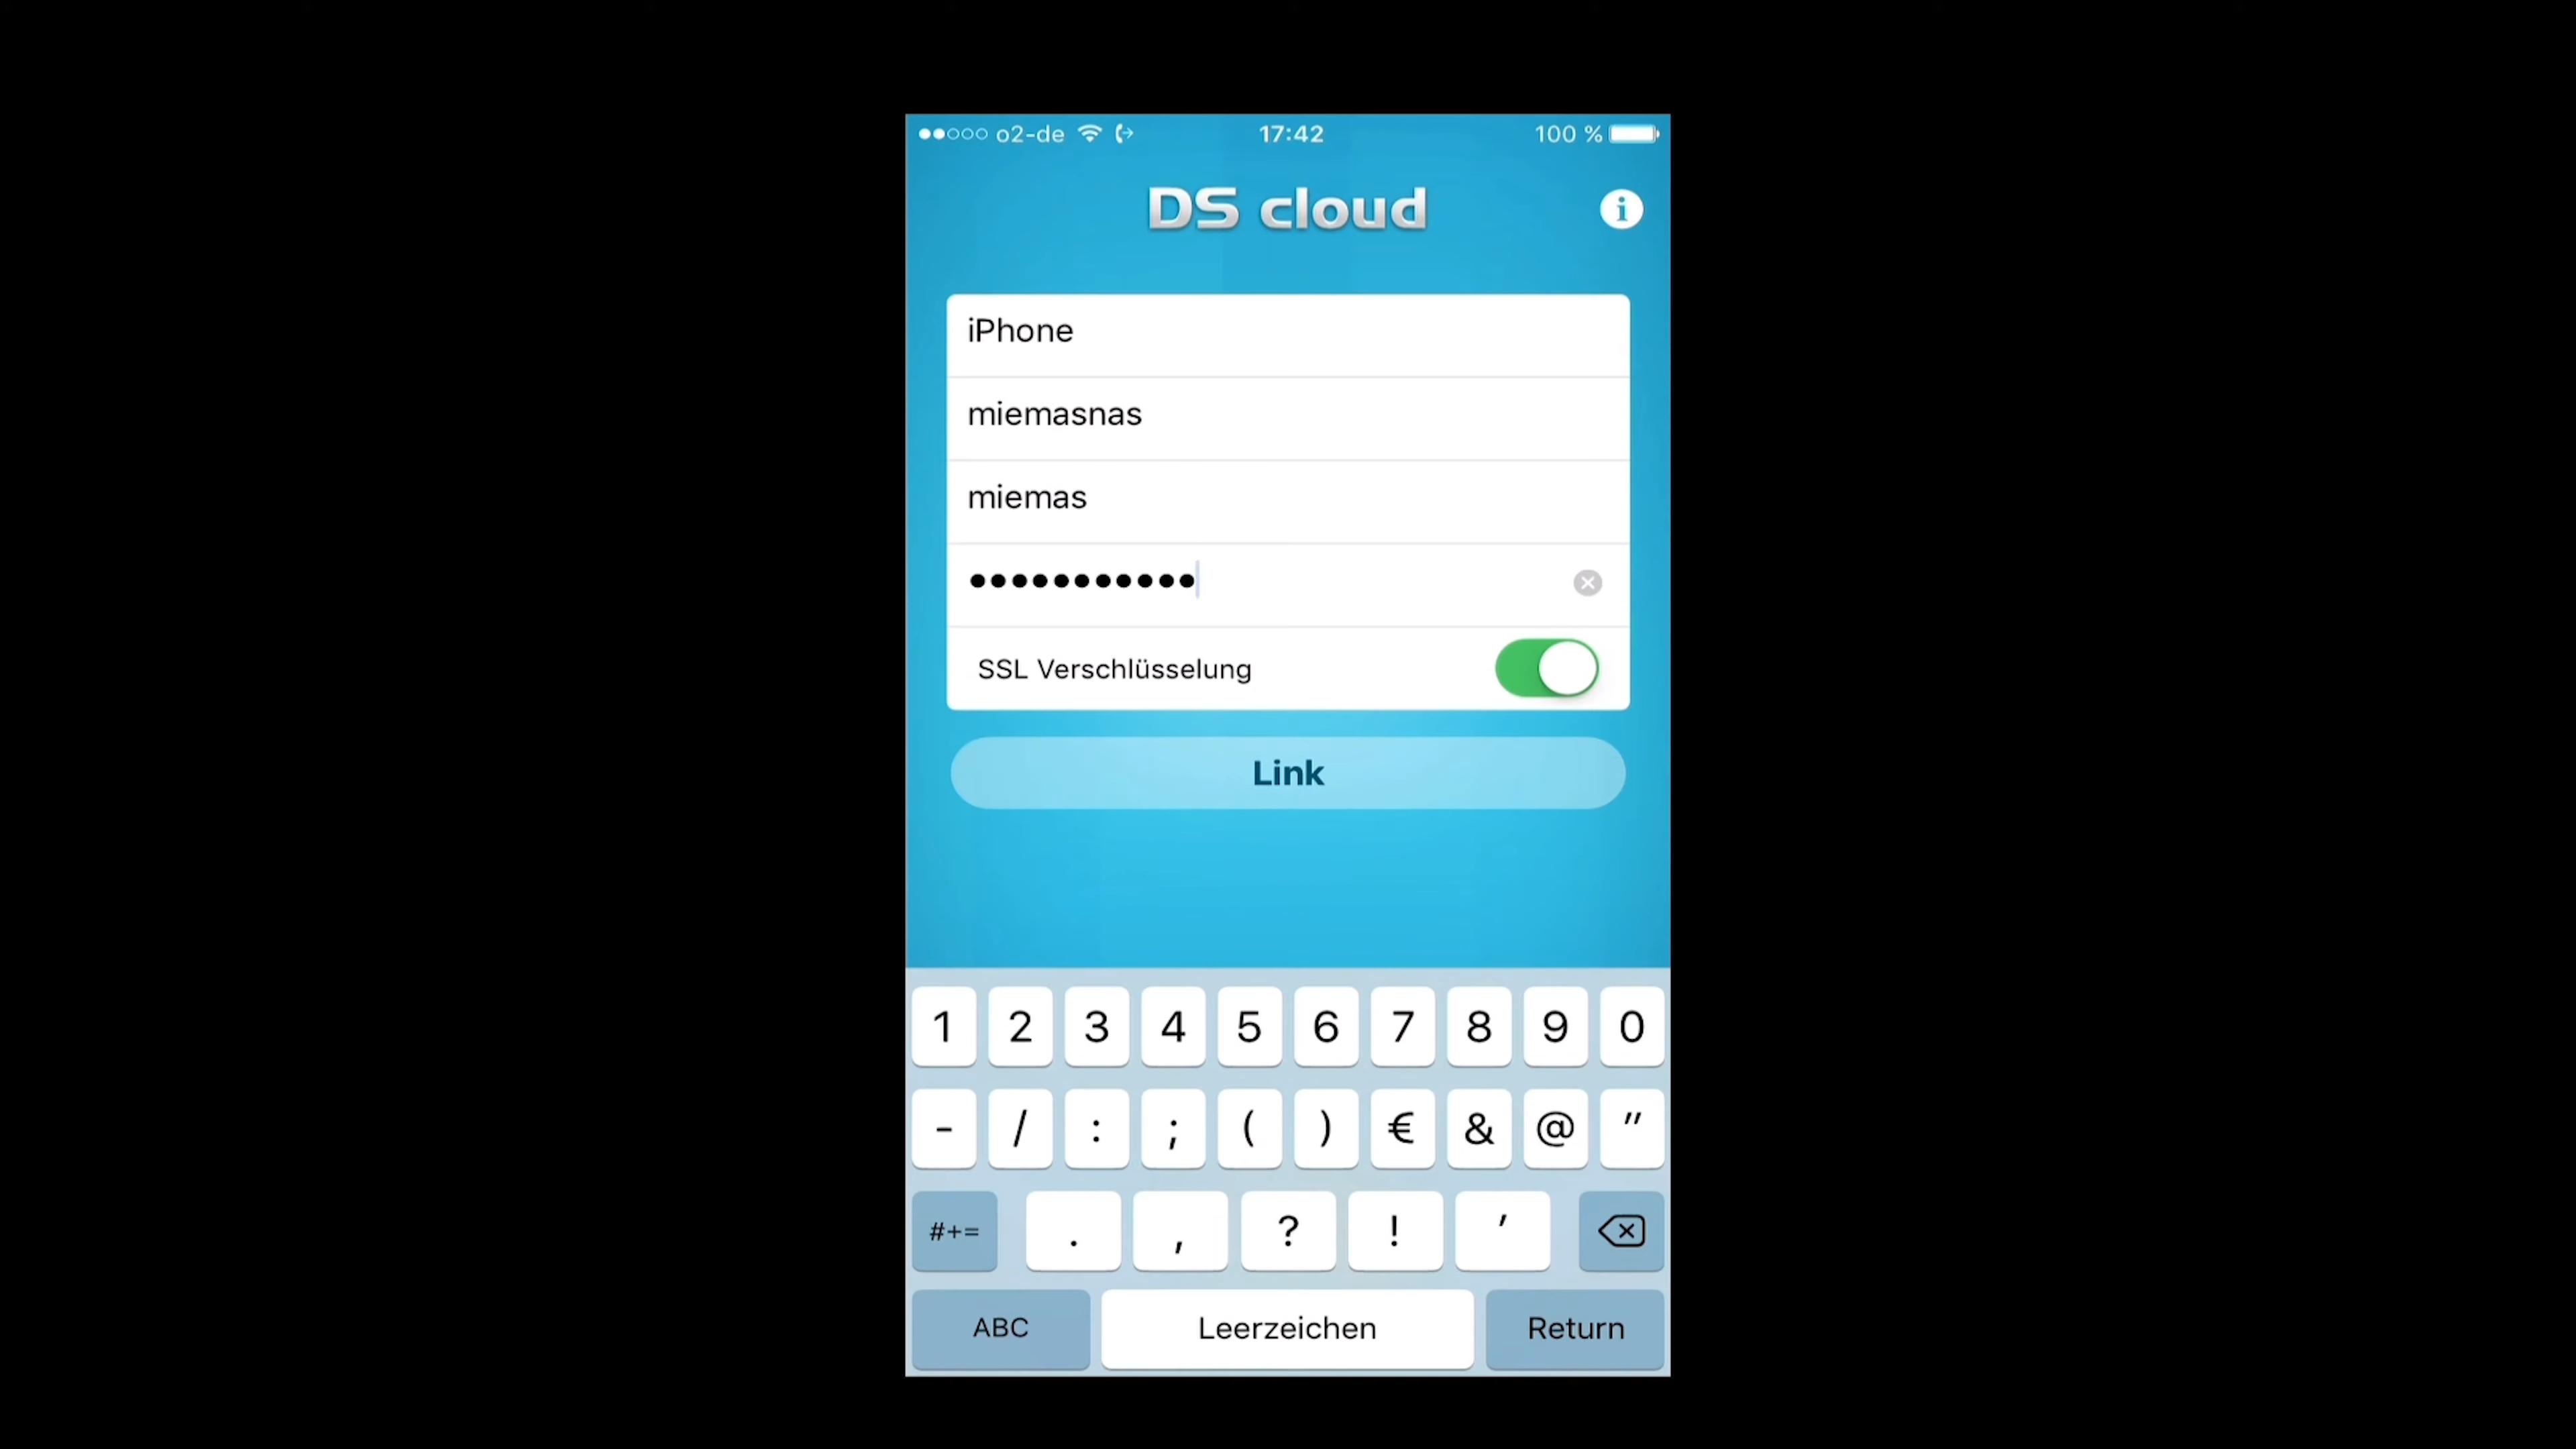 o2-de 17:42 100 %
DS cloud
i
iPhone
miemasnas
miemas
•••••••••••
SSL Verschlüsselung
Link
1 2 3 4 5 6 7 8 9 0
- / : ; ( ) € & @ "
#+= . , ? ! '
ABC Leerzeichen Return